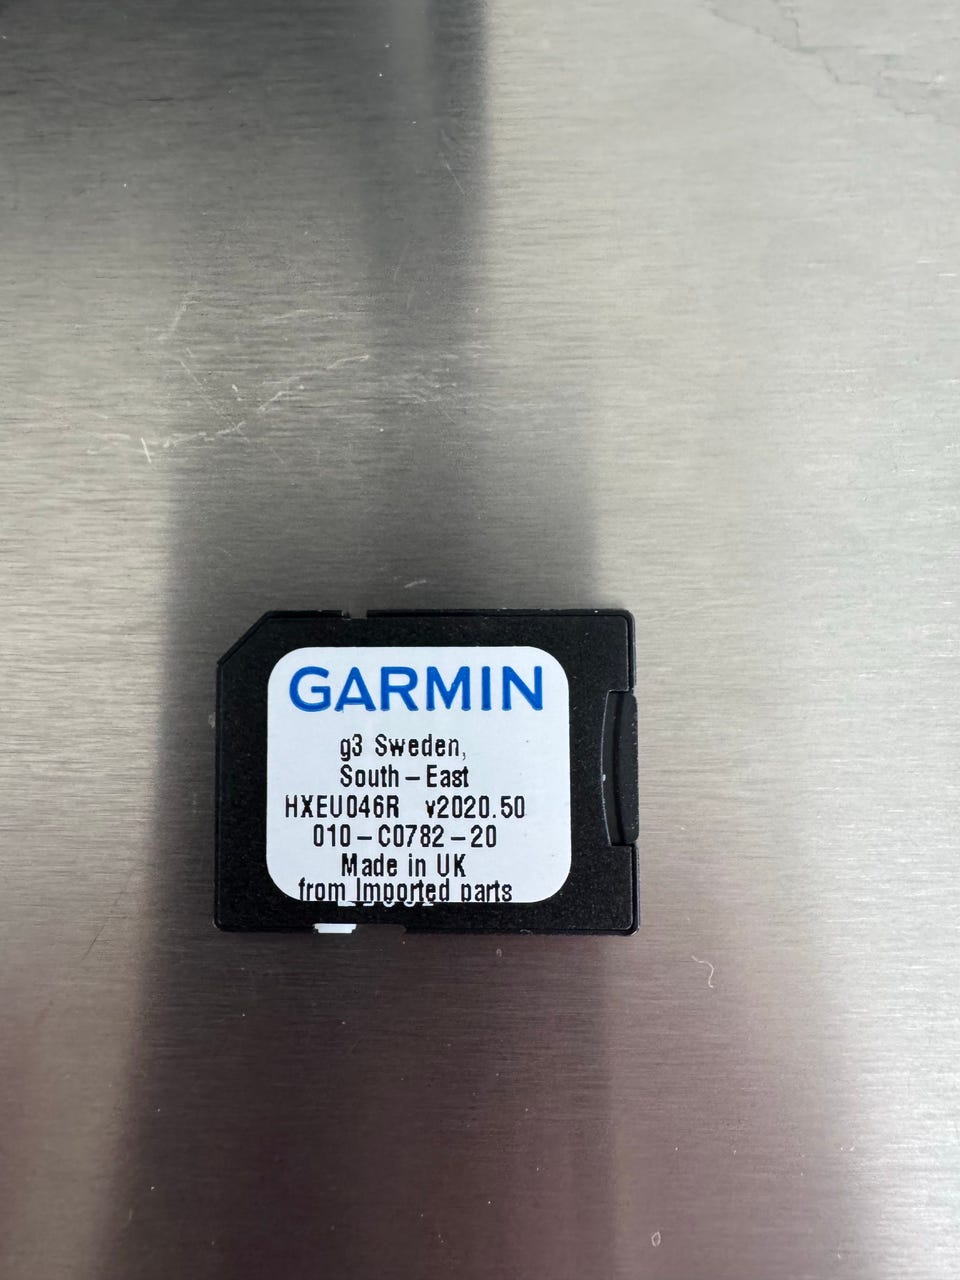 GARMIN
g3 Sweden,
South-East
HXEU046R v2020.50
010-C0782-20
Made in UK
from Imported parts